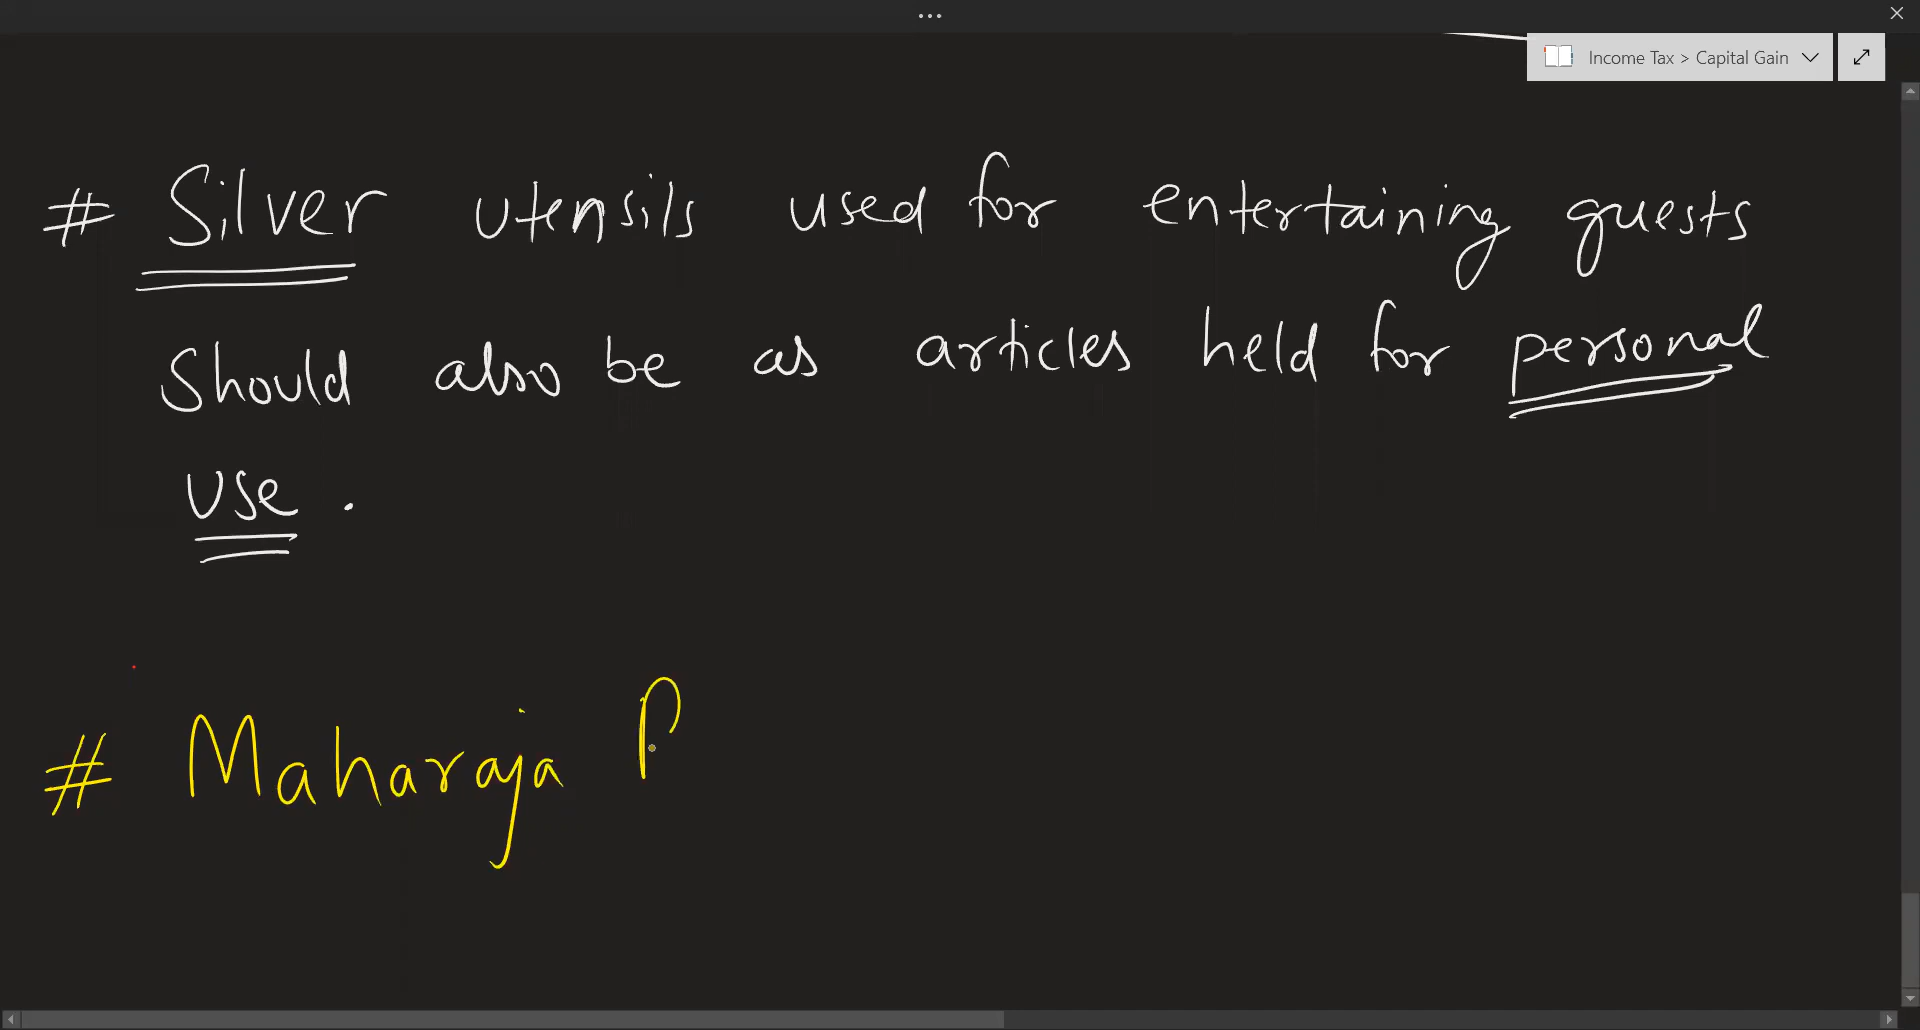 Income Tax > Capital Gain
# Silver utensils used for entertaining guests
Should also be as articles held for personal
use.
# Maharaja P